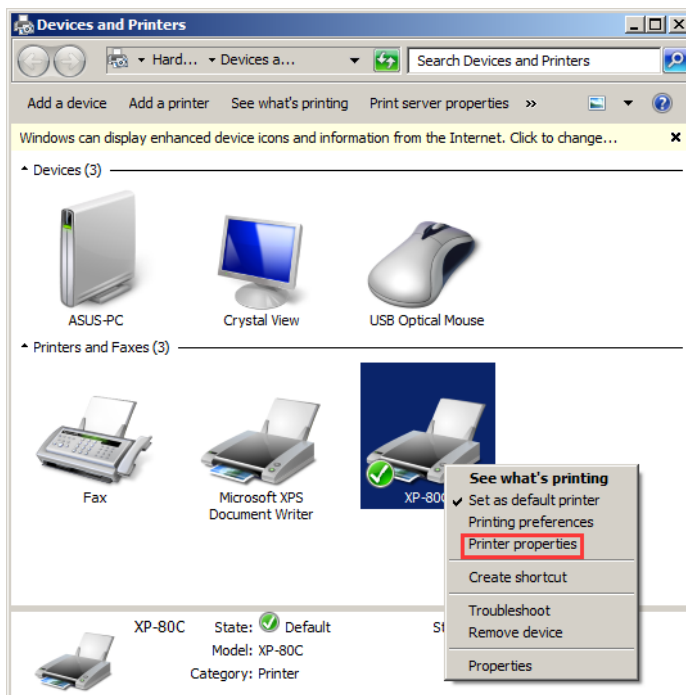 Devices and Printers
Hard... Devices a... Search Devices and Printers
Add a device Add a printer See what's printing Print server properties »
Windows can display enhanced device icons and information from the Internet. Click to change...
Devices (3)
ASUS-PC Crystal View USB Optical Mouse
Printers and Faxes (3)
Fax
Microsoft XPS
Document Writer
XP-80C
See what's printing
Set as default printer
Printing preferences
Printer properties
Create shortcut
Troubleshoot
Remove device
Properties
XP-80C State: Default
Model: XP-80C
Category: Printer